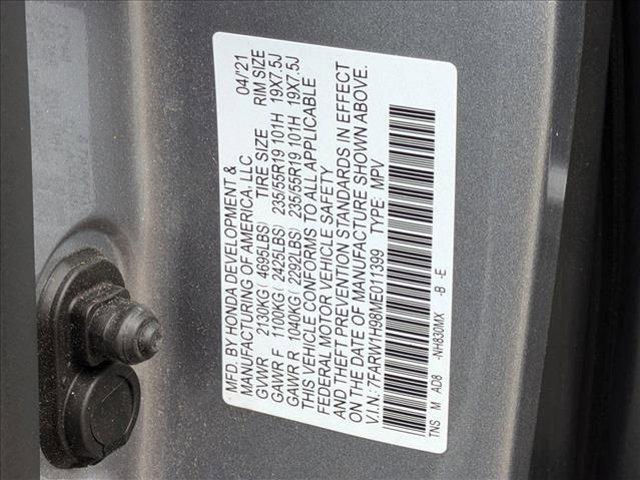 MFD. BY HONDA DEVELOPMENT & 04/'21
MANUFACTURING OF AMERICA, LLC
GVWR 2130KG( 4695LBS) TIRE SIZE RIM SIZE
GAWR F 1100KG( 2425LBS) 235/55R19 101H 19X7.5J
GAWR R 1040KG( 2292LBS) 235/55R19 101H 19X7.5J
THIS VEHICLE CONFORMS TO ALL APPLICABLE
FEDERAL MOTOR VEHICLE SAFETY
AND THEFT PREVENTION STANDARDS IN EFFECT
ON THE DATE OF MANUFACTURE SHOWN ABOVE.
V.I.N. 7FARW1H98ME011399 TYPE: MPV
TNS M AD8 -NH830MX -B -E